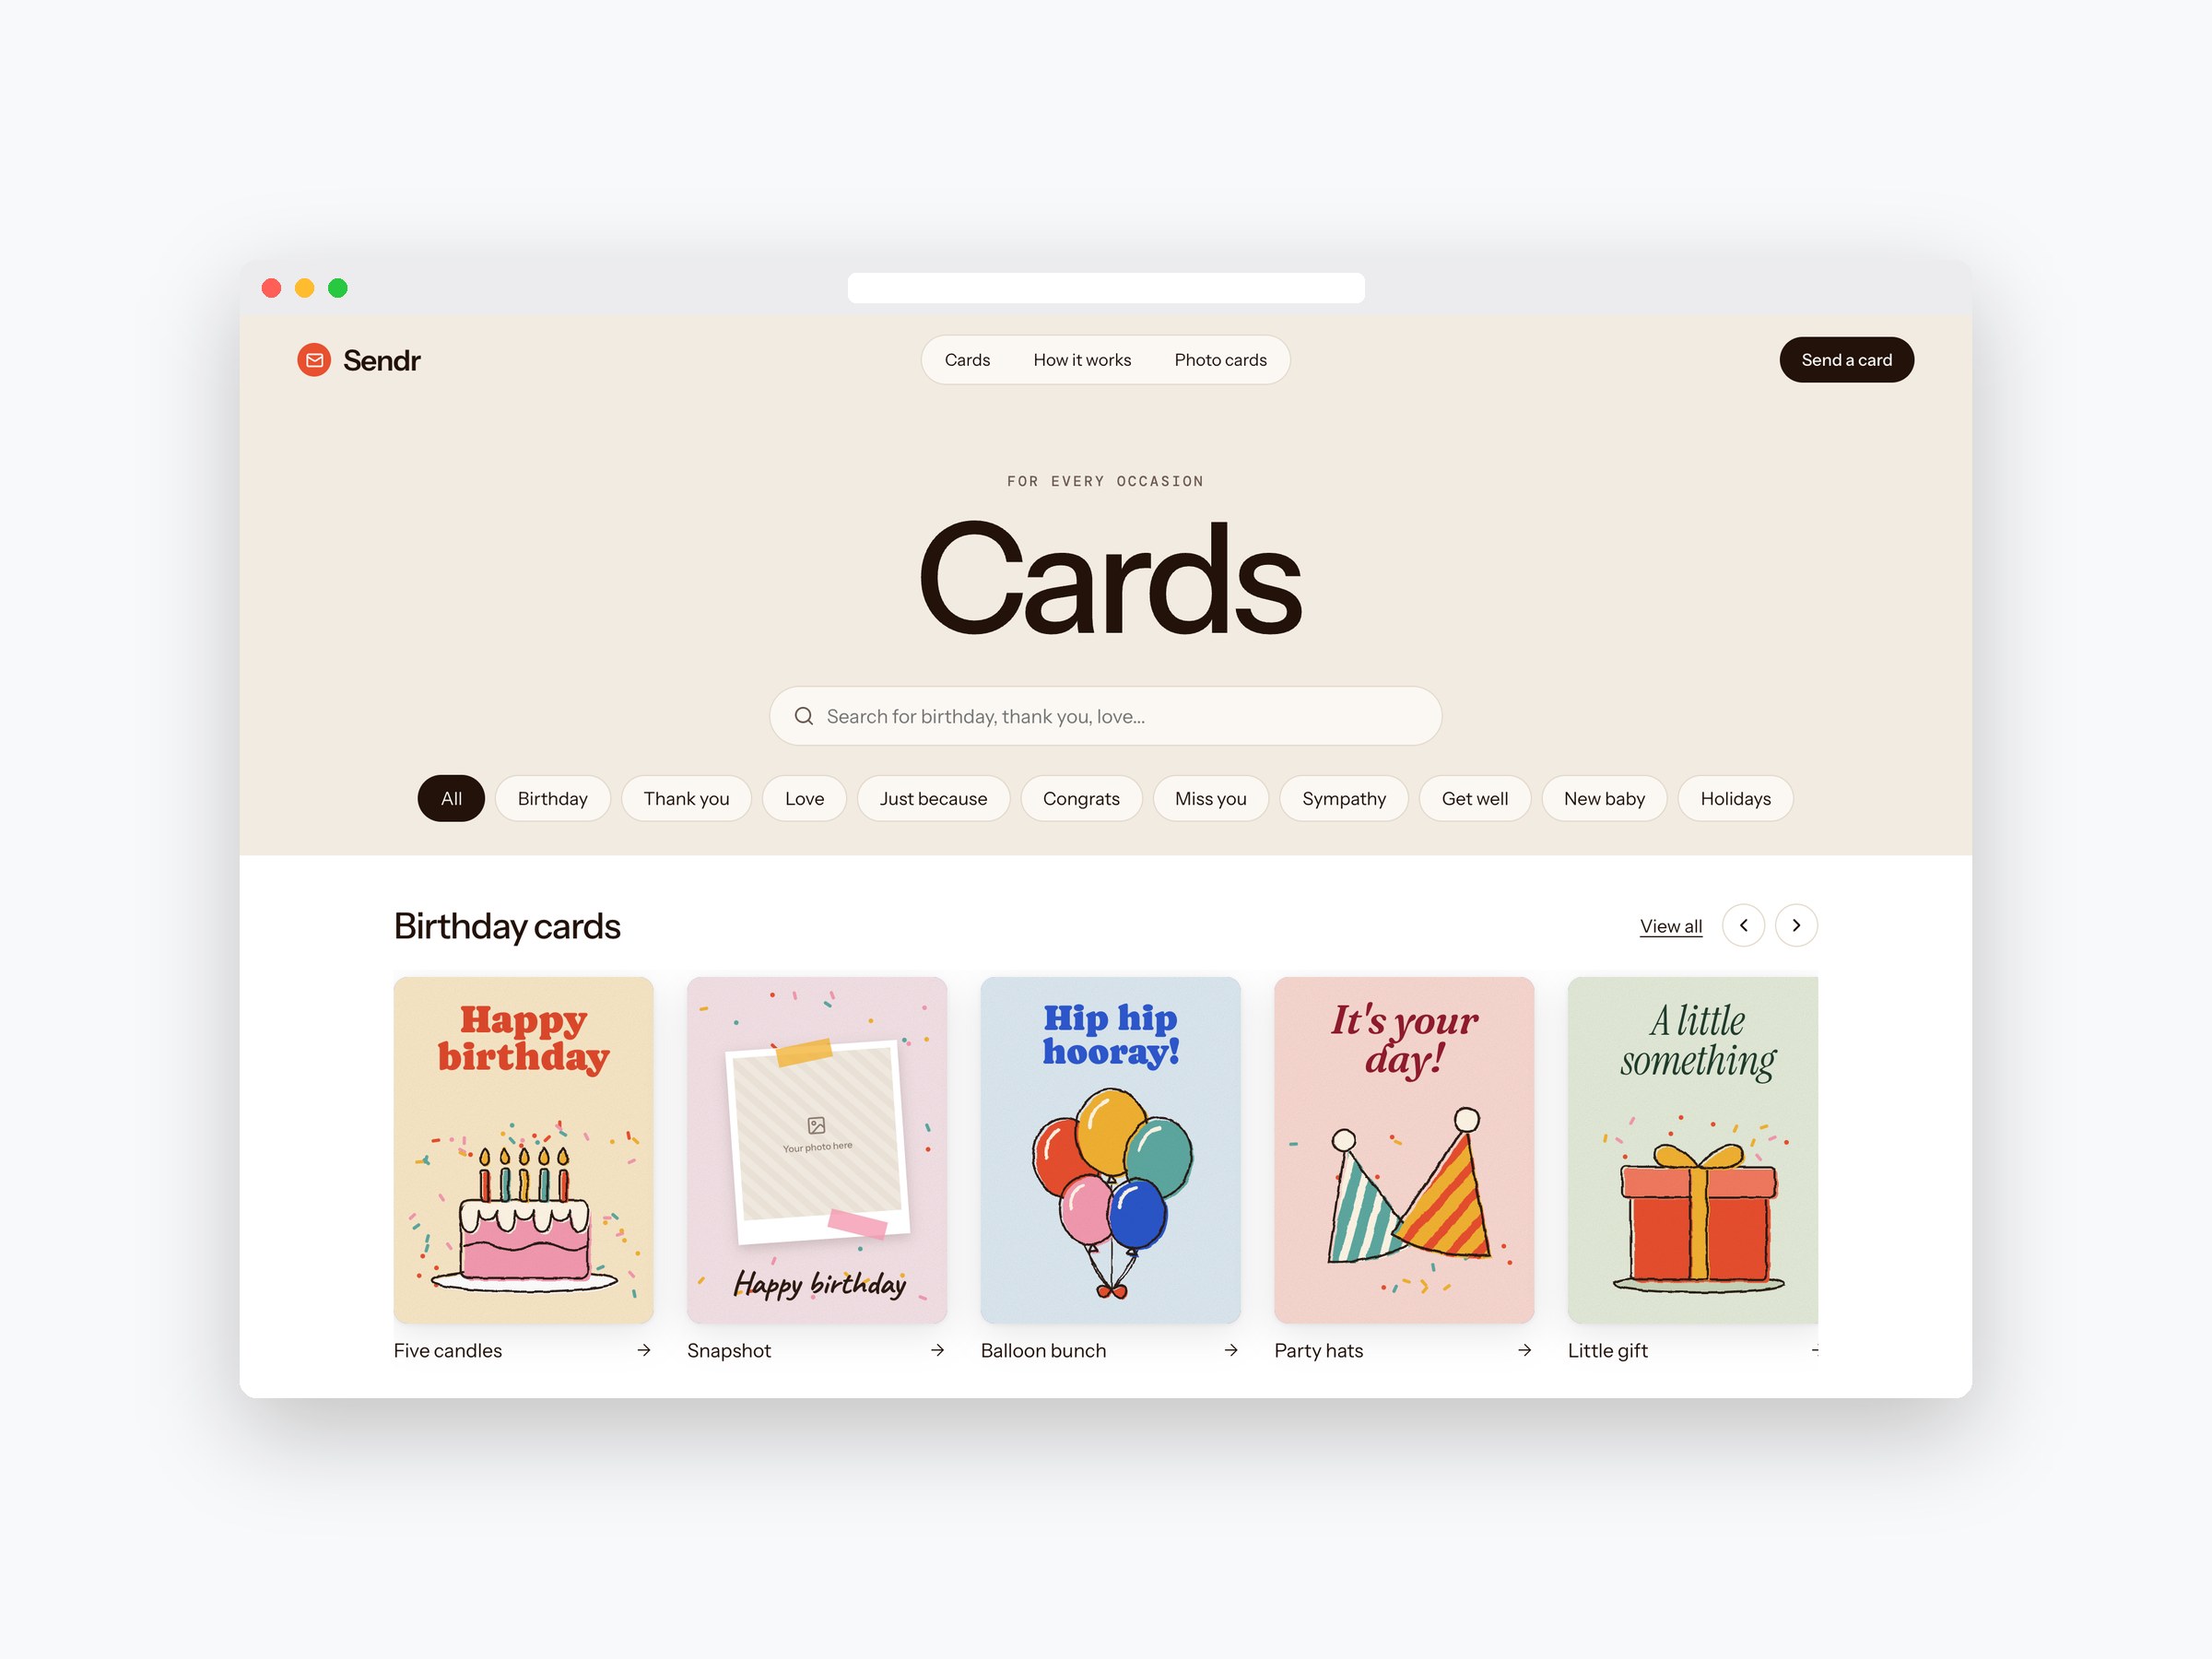 Sendr
Cards
How it works
Photo cards
Send a card
FOR EVERY OCCASION
Cards
Search for birthday, thank you, love...
All
Birthday
Thank you
Love
Just because
Congrats
Miss you
Sympathy
Get well
New baby
Holidays
Birthday cards
View all
Happy
birthday
Your photo here
Happy birthday
Hip hip
hooray!
It's your
day!
A little
something
Five candles
Snapshot
Balloon bunch
Party hats
Little gift